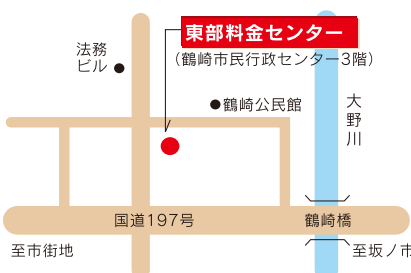 東部料金センター
（鶴崎市民行政センター3階）
法務
ビル
鶴崎公民館
大野川
国道197号
鶴崎橋
至市街地
至坂ノ市